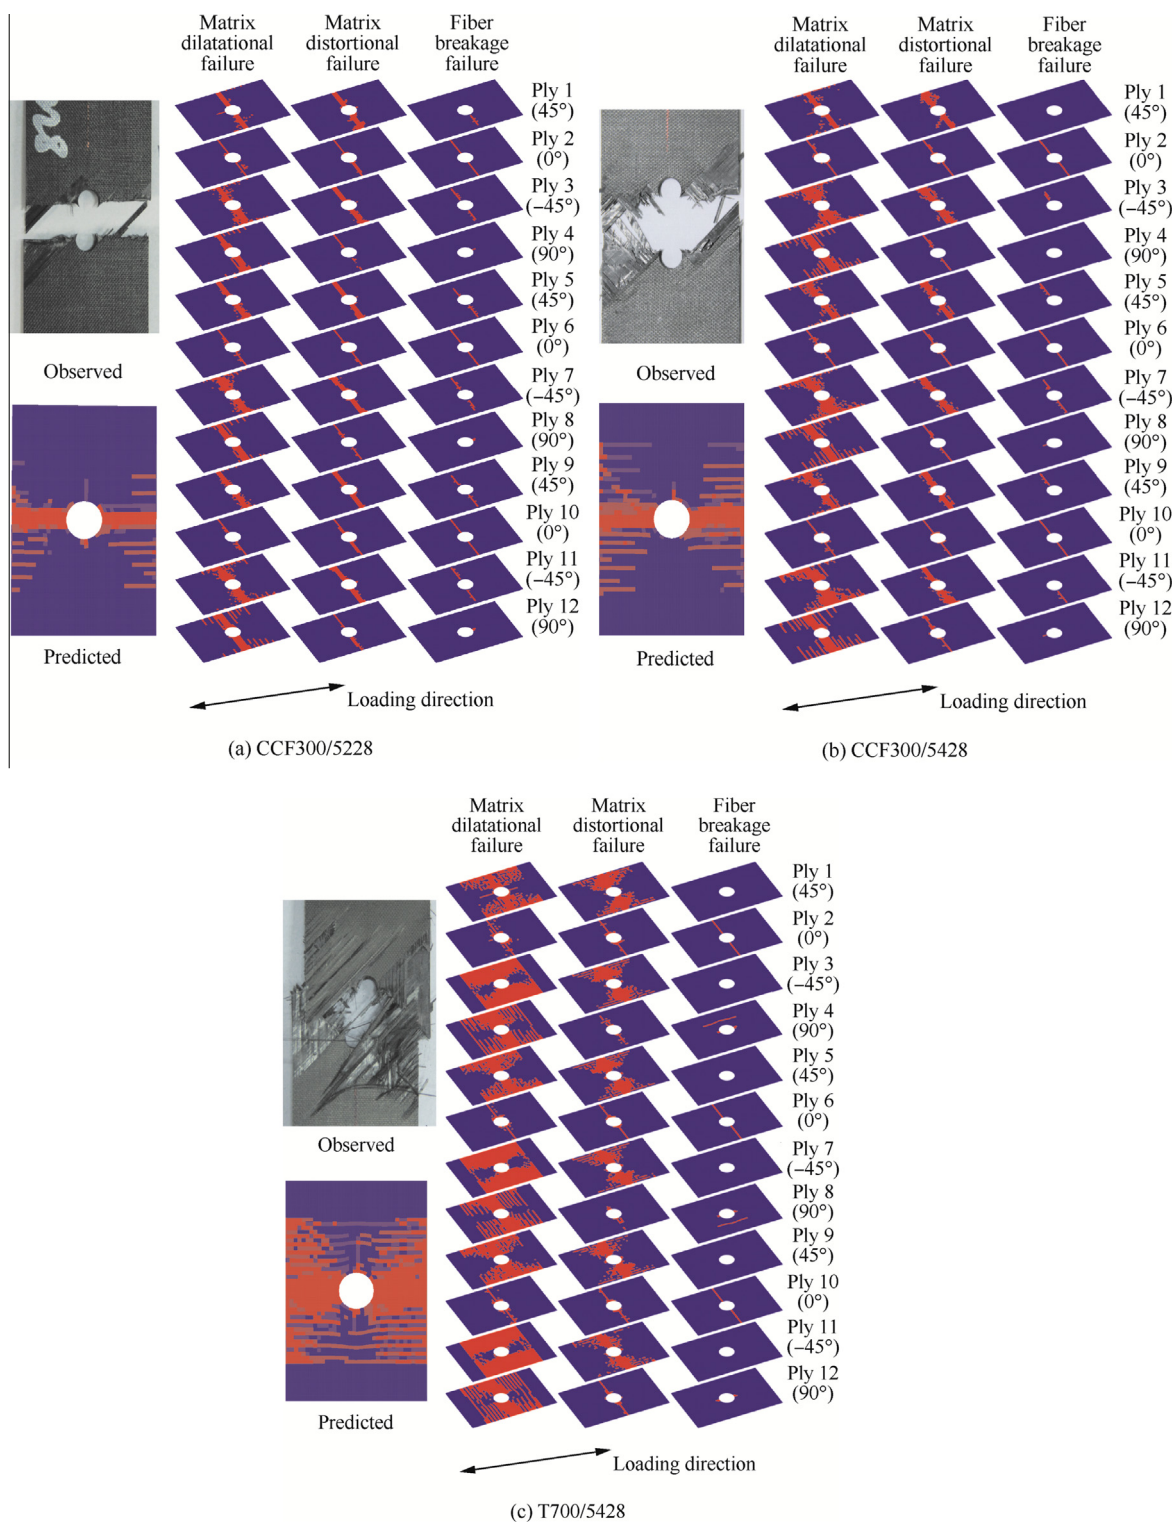 Matrix
dilatational
failure
Matrix
distortional
failure
Fiber
breakage
failure
Ply 1
(45°)
Ply 2
(0°)
Ply 3
(−45°)
Ply 4
(90°)
Ply 5
(45°)
Ply 6
(0°)
Ply 7
(−45°)
Ply 8
(90°)
Ply 9
(45°)
Ply 10
(0°)
Ply 11
(−45°)
Ply 12
(90°)
Observed
Predicted
Loading direction
(a) CCF300/5228
Matrix
dilatational
failure
Matrix
distortional
failure
Fiber
breakage
failure
Ply 1
(45°)
Ply 2
(0°)
Ply 3
(−45°)
Ply 4
(90°)
Ply 5
(45°)
Ply 6
(0°)
Ply 7
(−45°)
Ply 8
(90°)
Ply 9
(45°)
Ply 10
(0°)
Ply 11
(−45°)
Ply 12
(90°)
Observed
Predicted
Loading direction
(b) CCF300/5428
Matrix
dilatational
failure
Matrix
distortional
failure
Fiber
breakage
failure
Ply 1
(45°)
Ply 2
(0°)
Ply 3
(−45°)
Ply 4
(90°)
Ply 5
(45°)
Ply 6
(0°)
Ply 7
(−45°)
Ply 8
(90°)
Ply 9
(45°)
Ply 10
(0°)
Ply 11
(−45°)
Ply 12
(90°)
Observed
Predicted
Loading direction
(c) T700/5428